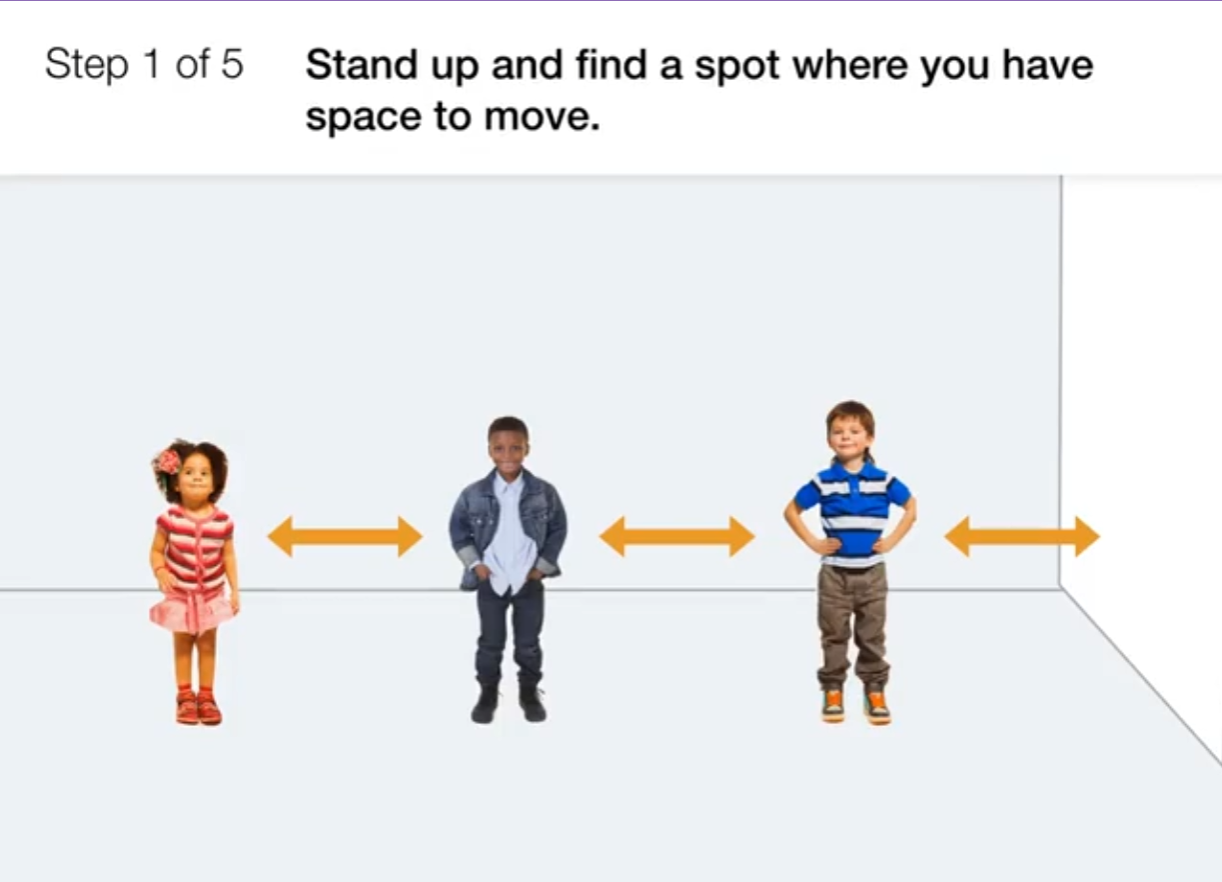 Step 1 of 5
Stand up and find a spot where you have
space to move.